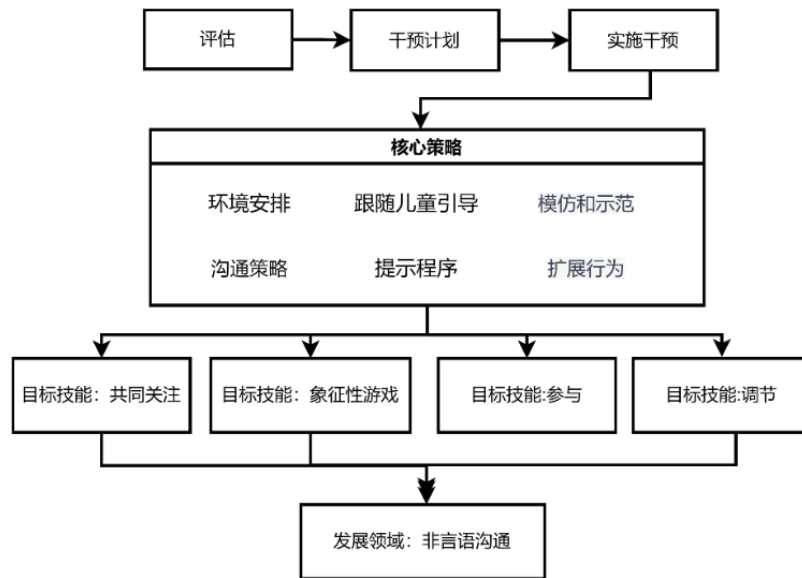 评估
干预计划
实施干预
核心策略
环境安排
跟随儿童引导
模仿和示范
沟通策略
提示程序
扩展行为
目标技能：共同关注
目标技能：象征性游戏
目标技能:参与
目标技能:调节
发展领域：非言语沟通